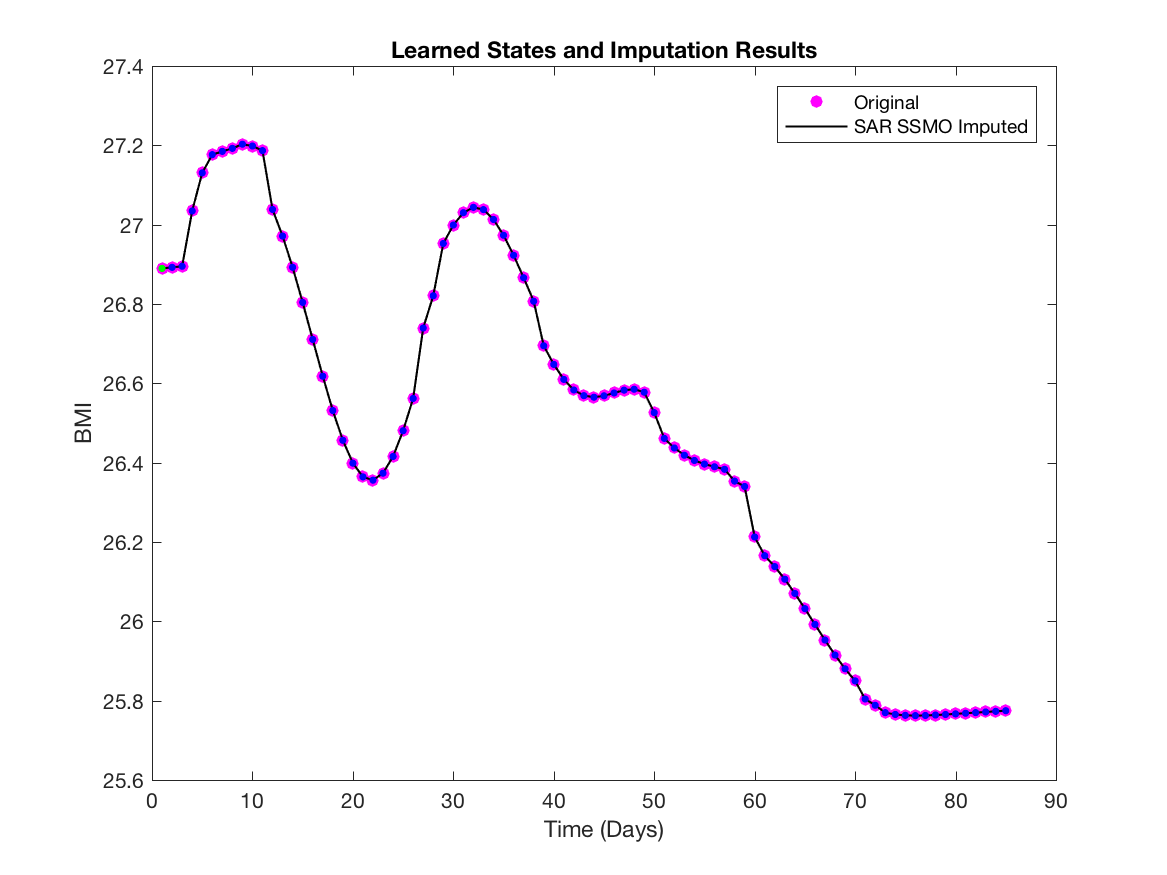 Learned States and Imputation Results
27.4
27.2
27
26.8
26.6
26.4
26.2
26
25.8
25.6
BMI
Original
SAR SSMO Imputed
0 10 20 30 40 50 60 70 80 90
Time (Days)